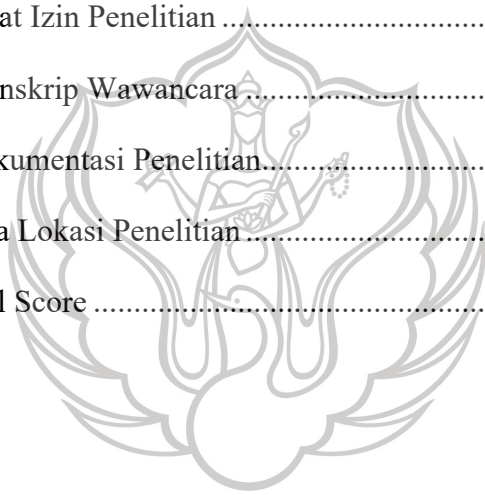 at Izin Penelitian ........................................
nskrip Wawancara ........................................
kumentasi Penelitian........................................
a Lokasi Penelitian ........................................
l Score ........................................